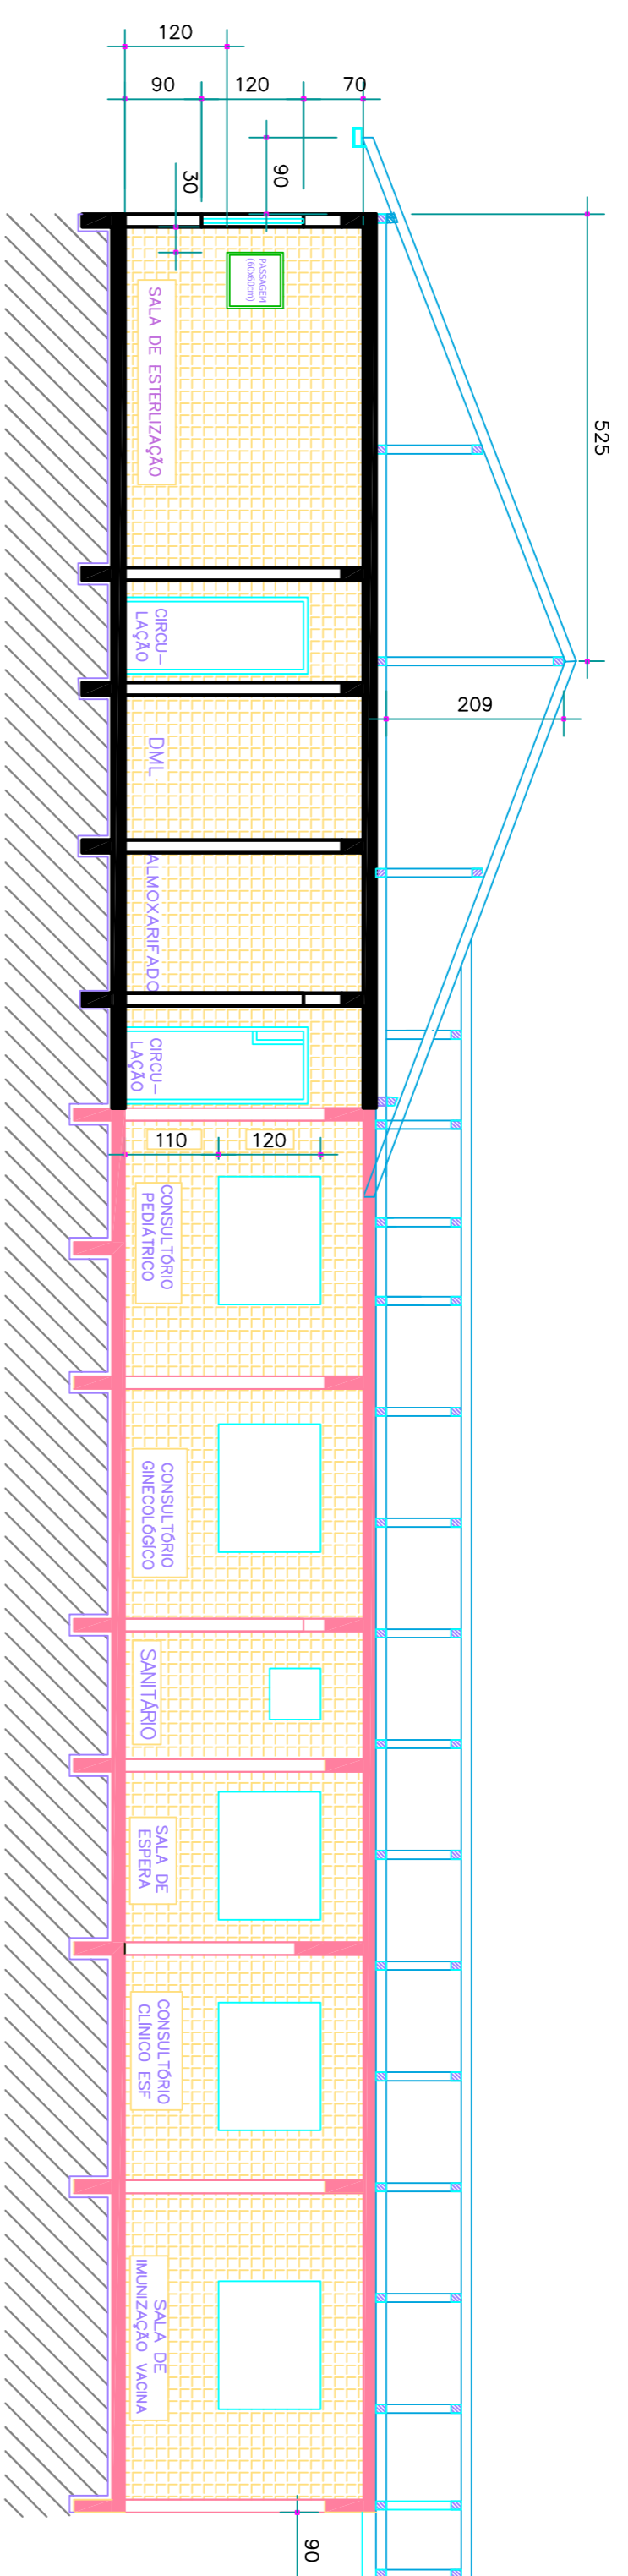 120
90
120
70
90
30
PASSAGEM
(60x60cm)
SALA DE ESTERLIZAÇÃO
525
CIRCU-
LAÇÃO
209
DML
ALMOXARIFADO
CIRCU-
LAÇÃO
110
120
CONSULTÓRIO
PEDIÁTRICO
CONSULTÓRIO
GINECOLÓGICO
SANITÁRIO
SALA DE
ESPERA
CONSULTÓRIO
CLÍNICO ESF
SALA DE
IMUNIZAÇÃO VACINA
90